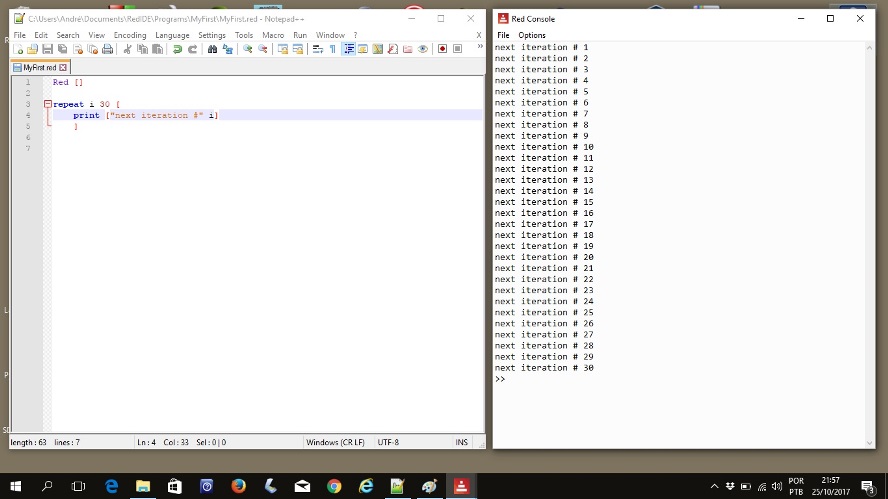 C:\Users\André\Documents\RedIDE\Programs\MyFirst\MyFirst.red - Notepad++
File Edit Search View Encoding Language Settings Tools Macro Run Window ? X
MyFirst.red
1 Red []
2
3 repeat i 30 [
4 print ["next iteration #" i]
5 ]
6
7
length : 63 lines : 7 Ln : 4 Col : 33 Sel : 0 | 0 Windows (CR LF) UTF-8 INS
Red Console
File Options
next iteration # 1
next iteration # 2
next iteration # 3
next iteration # 4
next iteration # 5
next iteration # 6
next iteration # 7
next iteration # 8
next iteration # 9
next iteration # 10
next iteration # 11
next iteration # 12
next iteration # 13
next iteration # 14
next iteration # 15
next iteration # 16
next iteration # 17
next iteration # 18
next iteration # 19
next iteration # 20
next iteration # 21
next iteration # 22
next iteration # 23
next iteration # 24
next iteration # 25
next iteration # 26
next iteration # 27
next iteration # 28
next iteration # 29
next iteration # 30
>>
POR
PTB
21:57
25/10/2017
3